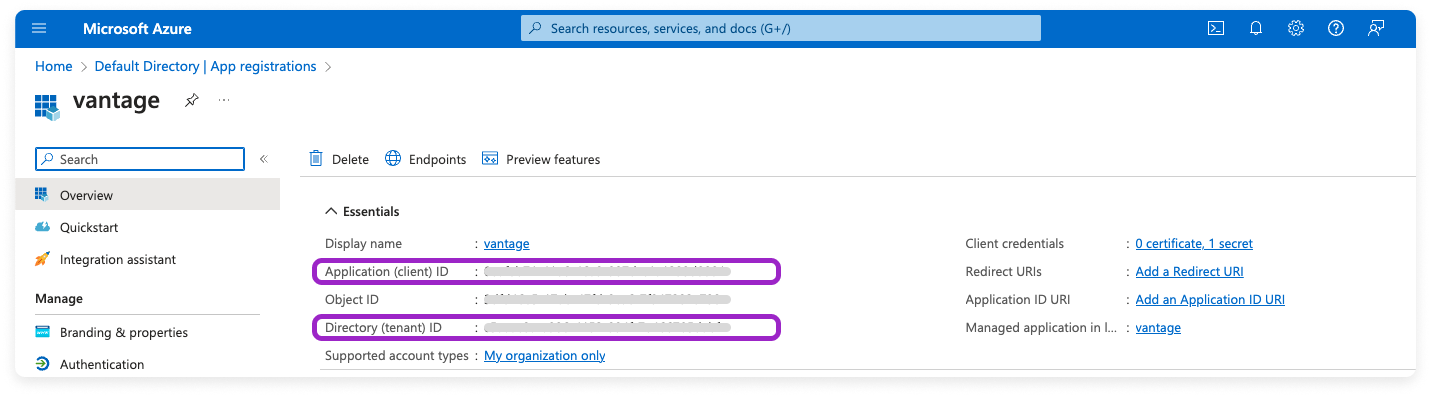 Microsoft Azure
Search resources, services, and docs (G+/)
Home > Default Directory | App registrations >
vantage
Search
Overview
Quickstart
Integration assistant
Manage
Branding & properties
Authentication
Delete Endpoints Preview features
Essentials
Display name : vantage
Application (client) ID :
Object ID :
Directory (tenant) ID :
Supported account types : My organization only
Client credentials : 0 certificate, 1 secret
Redirect URIs : Add a Redirect URI
Application ID URI : Add an Application ID URI
Managed application in l... : vantage